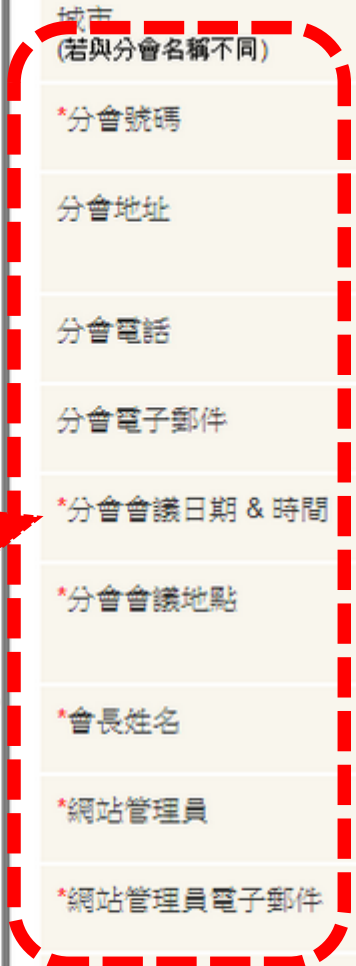 城市
(若與分會名稱不同)
*分會號碼
分會地址
分會電話
分會電子郵件
*分會會議日期 & 時間
*分會會議地點
*會長姓名
*網站管理員
*網站管理員電子郵件